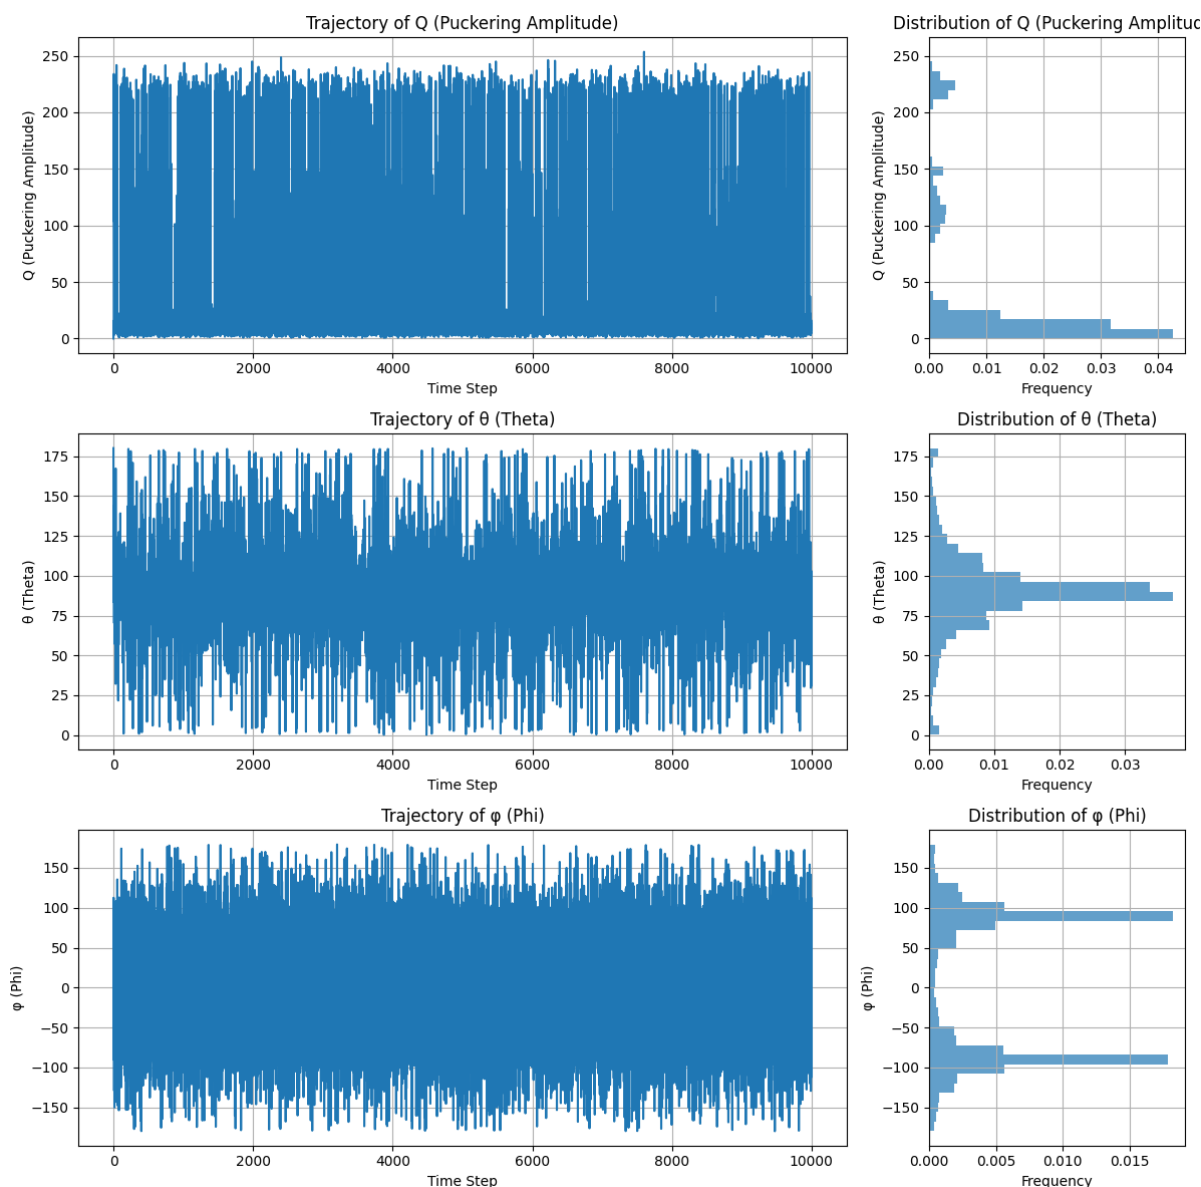 Trajectory of Q (Puckering Amplitude)
Distribution of Q (Puckering Amplitud
Q (Puckering Amplitude)
250
200
150
100
50
0
0 2000 4000 6000 8000 10000
Time Step
Q (Puckering Amplitude)
250
200
150
100
50
0
0.00 0.01 0.02 0.03 0.04
Frequency
Trajectory of θ (Theta)
Distribution of θ (Theta)
θ (Theta)
175
150
125
100
75
50
25
0
0 2000 4000 6000 8000 10000
Time Step
θ (Theta)
175
150
125
100
75
50
25
0
0.00 0.01 0.02 0.03
Frequency
Trajectory of φ (Phi)
Distribution of φ (Phi)
φ (Phi)
150
100
50
0
−50
−100
−150
0 2000 4000 6000 8000 10000
Time Step
φ (Phi)
150
100
50
0
−50
−100
−150
0.000 0.005 0.010 0.015
Frequency